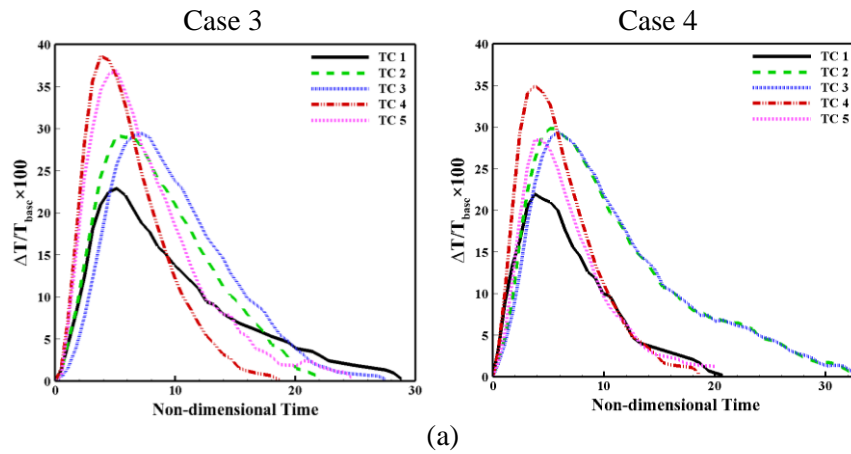 Case 3
Case 4
40
35
30
25
20
15
10
5
0
ΔT/T_base×100
0
10
20
30
Non-dimensional Time
TC 1
TC 2
TC 3
TC 4
TC 5
40
35
30
25
20
15
10
5
0
ΔT/T_base×100
0
10
20
30
Non-dimensional Time
TC 1
TC 2
TC 3
TC 4
TC 5
(a)